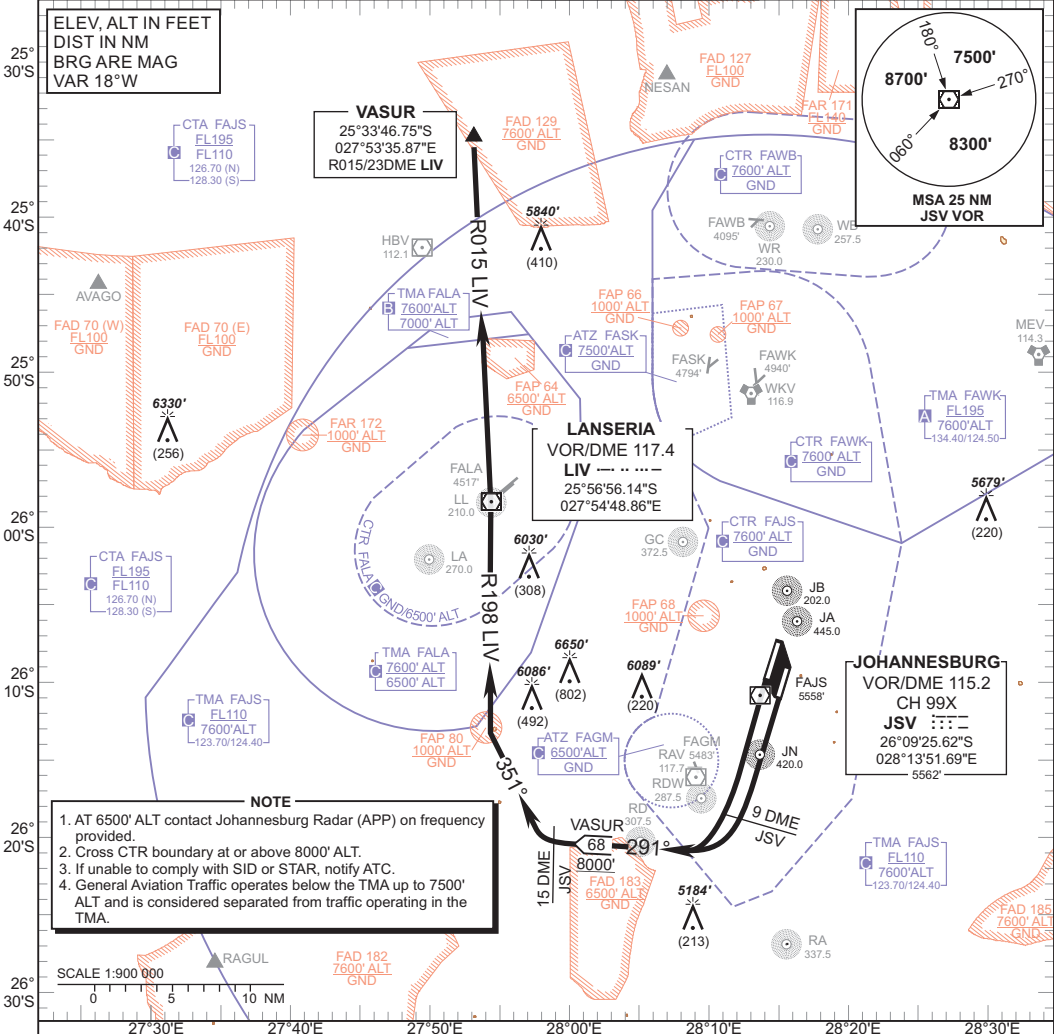 ELEV, ALT IN FEET
DIST IN NM
BRG ARE MAG
VAR 18°W
VASUR
25°33'46.75"S
027°53'35.87"E
R015/23DME LIV
FAD 129
7600' ALT
GND
FAD 127
FL100
GND
NESAN
FAR 171
FL140
GND
180°
7500'
8700'
270°
060°
8300'
MSA 25 NM
JSV VOR
CTA FAJS
FL195
FL110
126.70 (N)
128.30 (S)
C
CTR FAWB
7600' ALT
GND
C
25°
30'S
25°
40'S
25°
50'S
26°
00'S
26°
10'S
26°
20'S
26°
30'S
5840'
(410)
HBV
112.1
FAWB
4095'
WR
230.0
WB
257.5
R015 LIV
AVAGO
FAD 70 (W)
FL100
GND
FAD 70 (E)
FL100
GND
TMA FALA
7600'ALT
7000' ALT
B
FAP 66
1000' ALT
GND
FAP 67
1000' ALT
GND
ATZ FASK
7500'ALT
GND
C
FASK
4794'
FAWK
4940'
WKV
116.9
MEV
114.3
FAP 64
6500' ALT
GND
6330'
(256)
FAR 172
1000' ALT
GND
TMA FAWK
FL195
7600'ALT
134.40/124.50
A
LANSERIA
VOR/DME 117.4
LIV
25°56'56.14"S
027°54'48.86"E
CTR FAWK
7600' ALT
GND
C
FALA
4517'
LL
210.0
5679'
(220)
CTR FAJS
7600' ALT
GND
C
GC
372.5
LA
270.0
CTR FALA
C
GND/6500' ALT
6030'
(308)
CTA FAJS
FL195
FL110
126.70 (N)
128.30 (S)
C
JB
202.0
JA
445.0
FAP 68
1000' ALT
GND
R198 LIV
TMA FALA
7600' ALT
6500' ALT
C
6650'
(802)
6086'
(492)
6089'
(220)
FAJS
5558'
JOHANNESBURG
VOR/DME 115.2
CH 99X
JSV
26°09'25.62"S
028°13'51.69"E
5562'
TMA FAJS
FL110
7600'ALT
123.70/124.40
C
FAP 80
1000' ALT
GND
ATZ FAGM
6500'ALT
GND
C
FAGM
5483'
RAV
117.7
RDW
287.5
JN
420.0
351°
RD
307.5
9 DME
JSV
VASUR
68
8000'
291°
15 DME
JSV
FAD 183
6500' ALT
GND
TMA FAJS
FL110
7600'ALT
123.70/124.40
C
5184'
(213)
RA
337.5
FAD 185
7600' ALT
GND
NOTE
1. AT 6500' ALT contact Johannesburg Radar (APP) on frequency
provided.
2. Cross CTR boundary at or above 8000' ALT.
3. If unable to comply with SID or STAR, notify ATC.
4. General Aviation Traffic operates below the TMA up to 7500'
ALT and is considered separated from traffic operating in the
TMA.
RAGUL
FAD 182
7600' ALT
GND
SCALE 1:900 000
0 5 10 NM
27°30'E 27°40'E 27°50'E 28°00'E 28°10'E 28°20'E 28°30'E